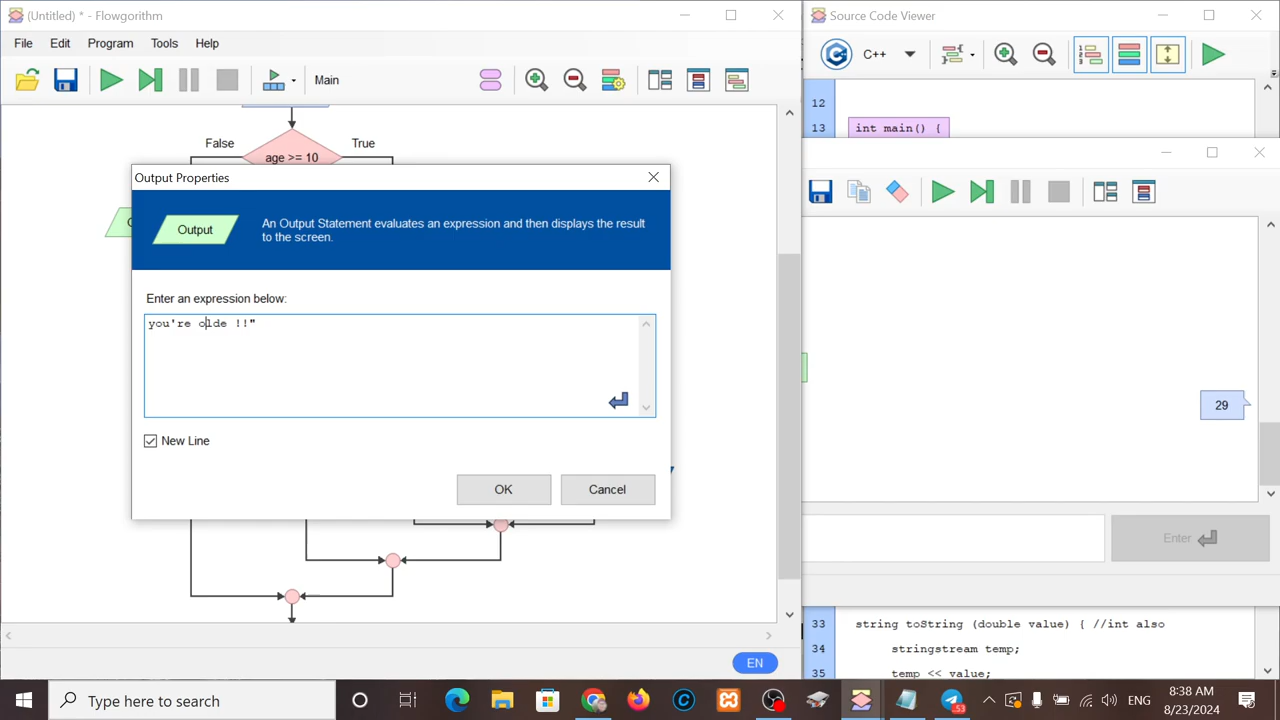 (Untitled) * - Flowgorithm
File Edit Program Tools Help
Main
False True
age >= 10
Output Properties
Output
An Output Statement evaluates an expression and then displays the result
to the screen.
Enter an expression below:
you're olde !!"
New Line
OK Cancel
EN
Source Code Viewer
C++
12
13 int main() {
29
Enter
33 string toString (double value) { //int also
34 stringstream temp;
35 temp << value;
Type here to search
53
ENG
8:38 AM
8/23/2024